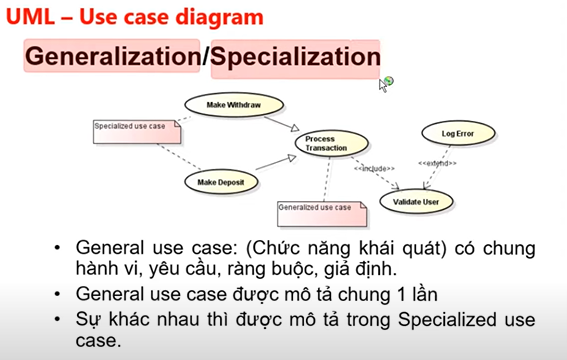 UML – Use case diagram
Generalization/Specialization
Make Withdraw
Specialized use case
Log Error
Process
Transaction
<<include>>
<<extend>>
Make Deposit
Generalized use case
Validate User
• General use case: (Chức năng khái quát) có chung
hành vi, yêu cầu, ràng buộc, giả định.
• General use case được mô tả chung 1 lần
• Sự khác nhau thì được mô tả trong Specialized use
case.